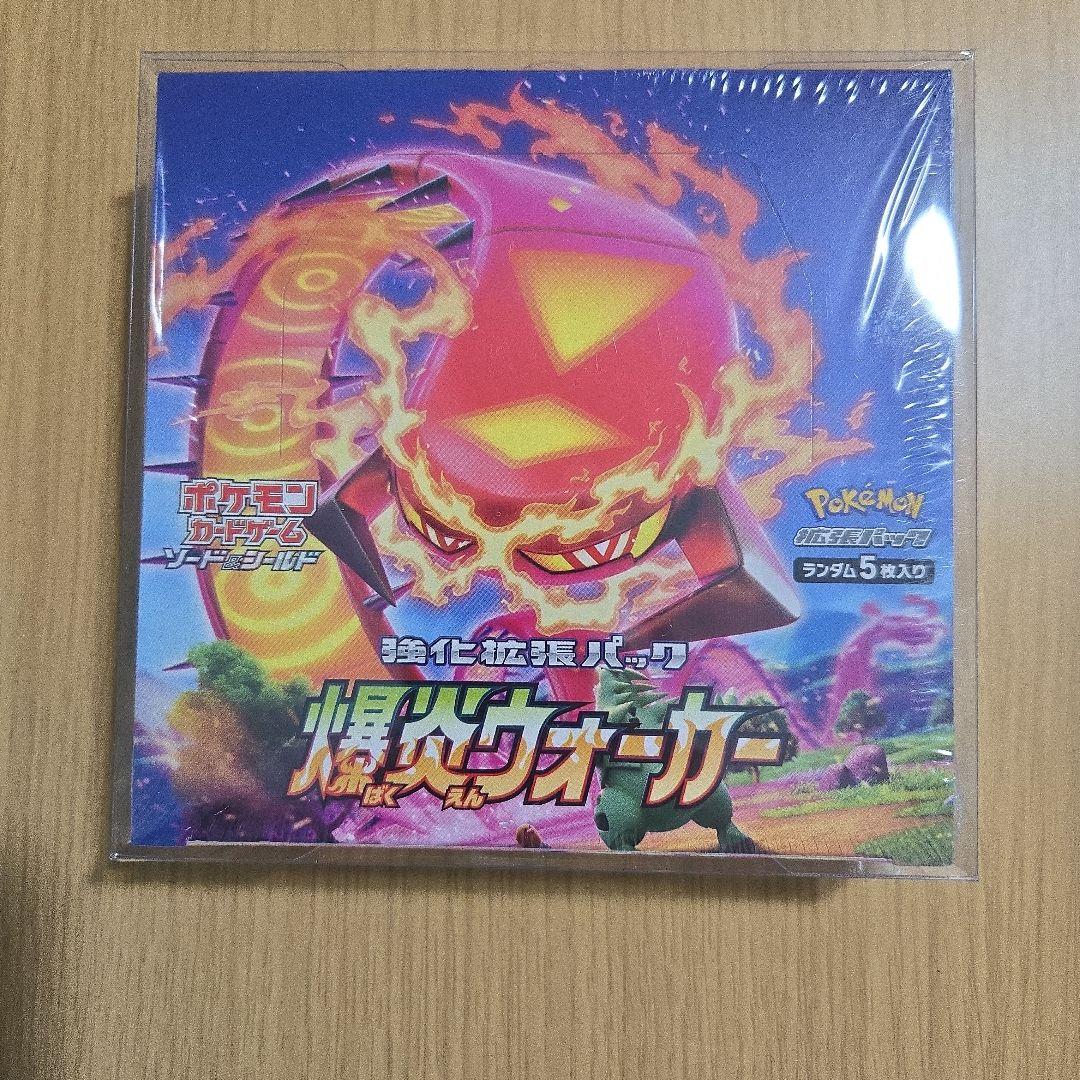 ポケモン
カードゲーム
ソード&シールド
POKéMON
拡張パック
ランダム5枚入り
強化拡張パック
爆炎ウォーカー
ばく えん